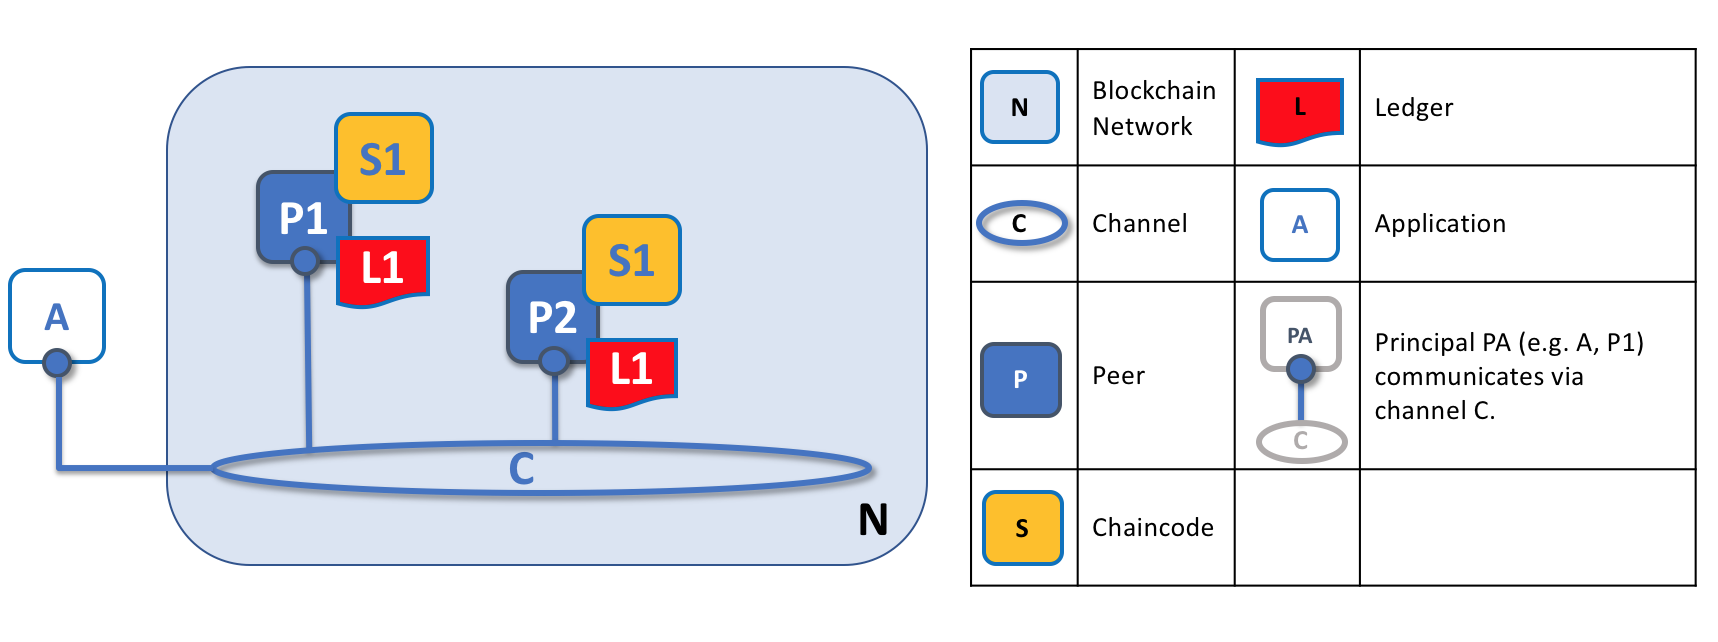 S1
P1
L1
S1
P2
L1
A
C
N
N
Blockchain
Network
L
Ledger
C
Channel
A
Application
P
Peer
PA
C
Principal PA (e.g. A, P1)
communicates via
channel C.
S
Chaincode